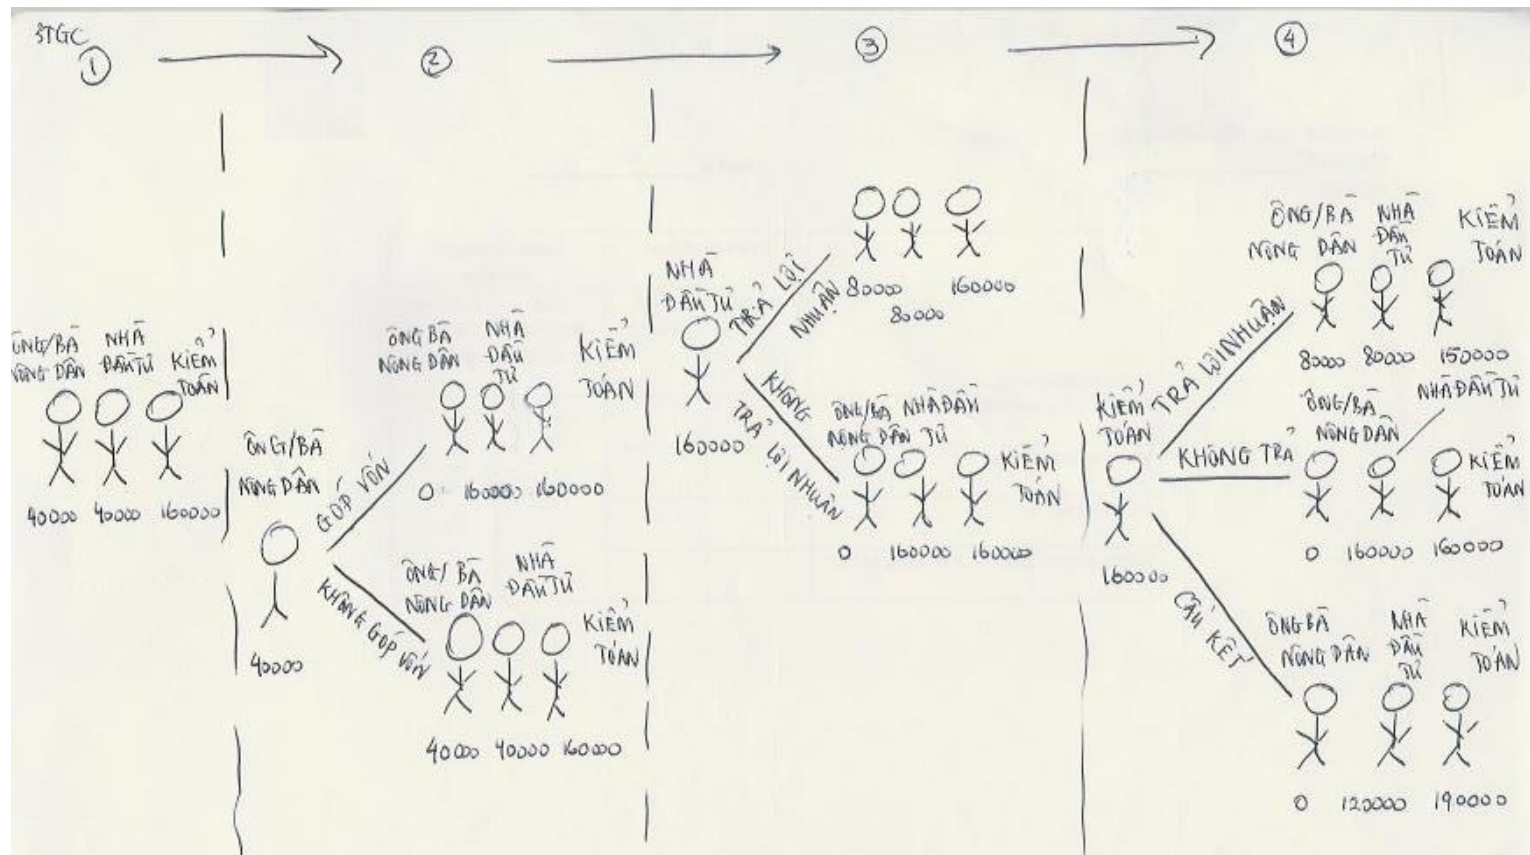 3TGC
①
②
③
④
ÔNG/BÀ
NÔNG DÂN
NHÀ
ĐẦU TƯ
KIỂM
TOÁN
40000 40000 160000
ÔNG/BÀ
NÔNG DÂN
40000
GÓP VỐN
KHÔNG GÓP VỐN
ÔNG BÀ
NÔNG DÂN
NHÀ
ĐẦU
TƯ
KIỂM
TOÁN
0 160000 160000
ÔNG/BÀ
NÔNG DÂN
NHÀ
ĐẦU TƯ
KIỂM
TOÁN
40000 40000 160000
NHÀ
ĐẦU TƯ
160000
TRẢ LỢI
NHUẬN
KHÔNG
TRẢ LỢI NHUẬN
80000
80000
160000
ÔNG/BÀ
NÔNG DÂN
NHÀ ĐẦU
TƯ
KIỂM
TOÁN
0 160000 160000
KIỂM
TOÁN
160000
TRẢ LỢI NHUẬN
KHÔNG TRẢ
CẤU KẾT
ÔNG/BÀ
NÔNG DÂN
NHÀ
ĐẦU
TƯ
KIỂM
TOÁN
80000 80000 150000
ÔNG/BÀ
NÔNG DÂN
NHÀ ĐẦU TƯ
KIỂM
TOÁN
0 160000 160000
ÔNG BÀ
NÔNG DÂN
NHÀ
ĐẦU
TƯ
KIỂM
TOÁN
0 120000 190000